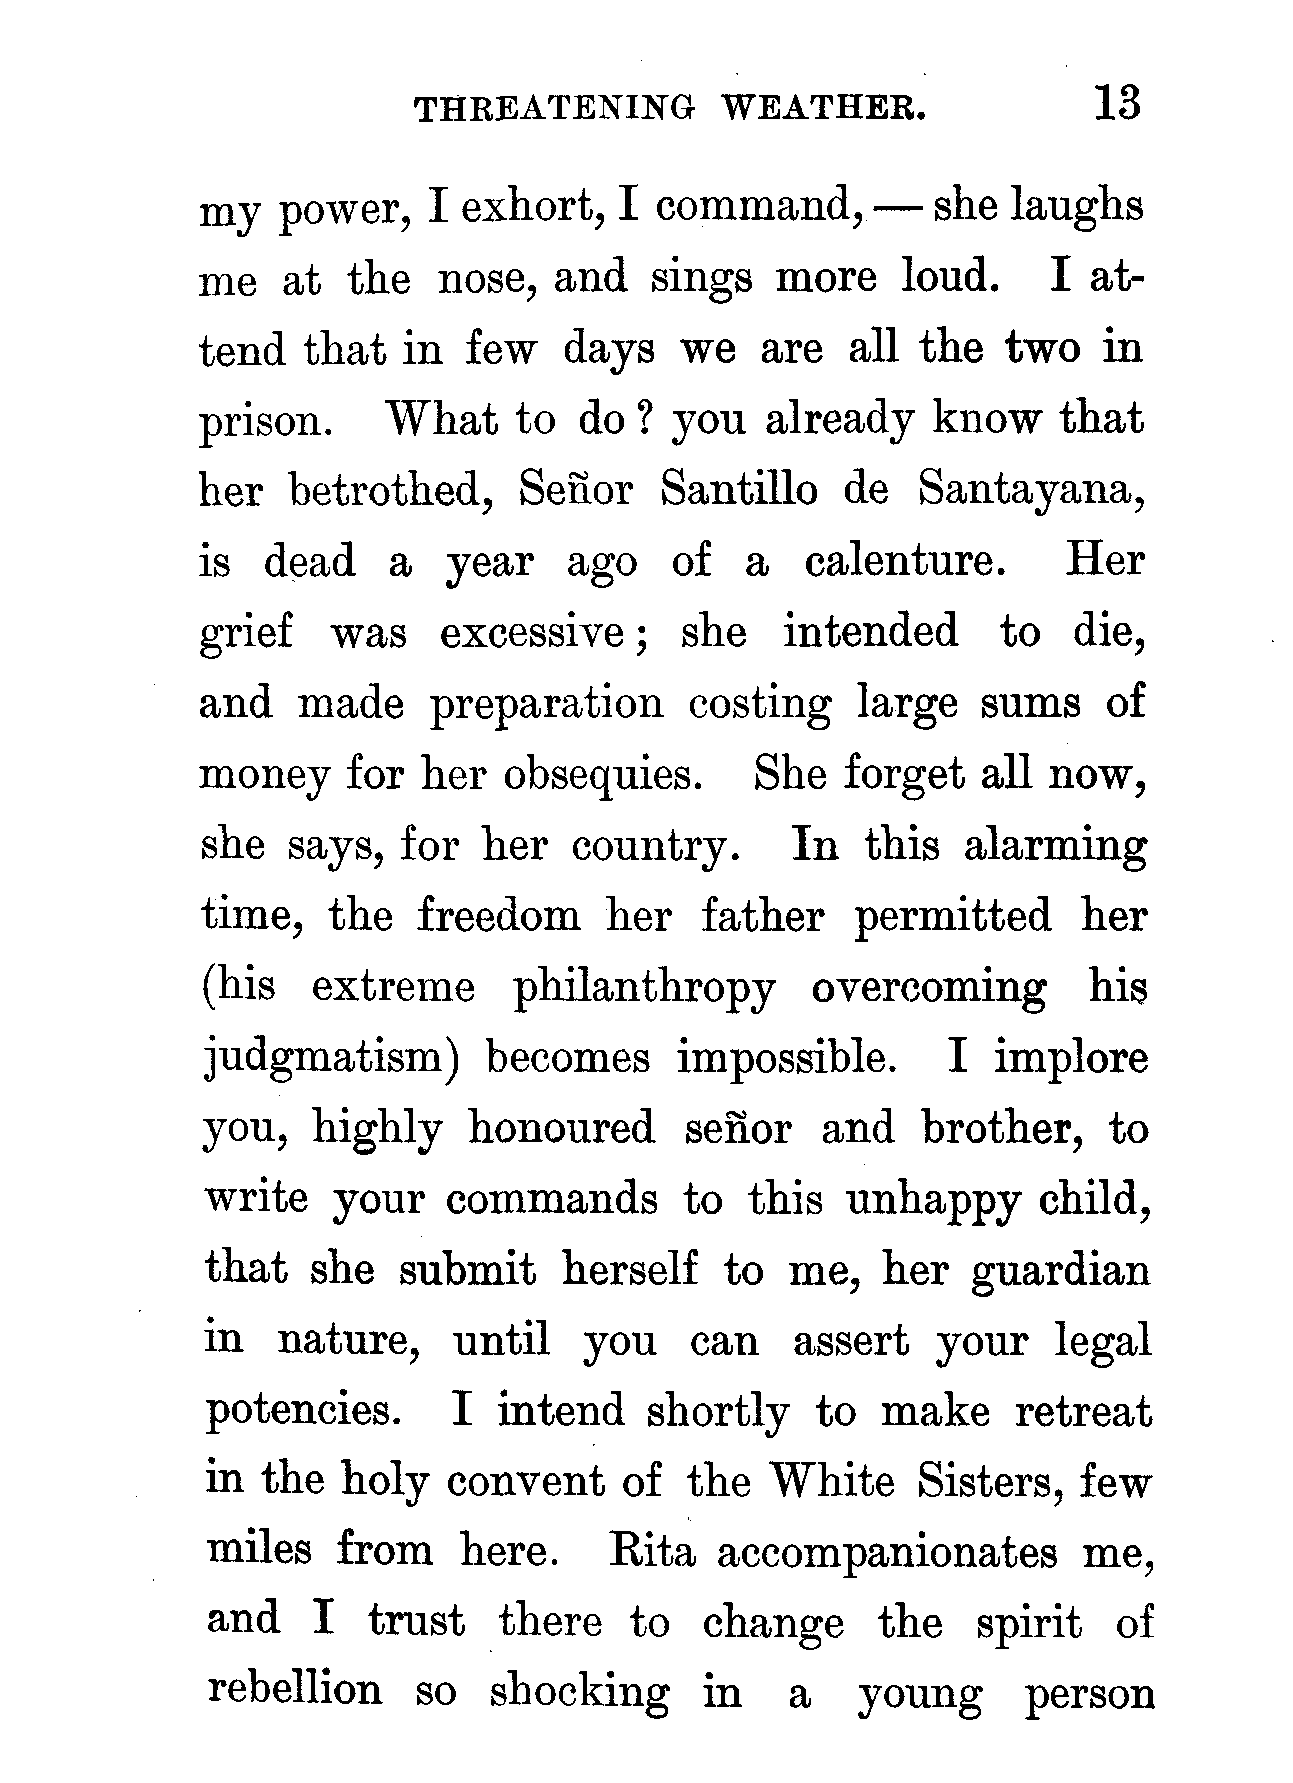 THREATENING WEATHER. 13
my power, I exhort, I command, — she laughs
me at the nose, and sings more loud. I at-
tend that in few days we are all the two in
prison. What to do? you already know that
her betrothed, Señor Santillo de Santayana,
is dead a year ago of a calenture. Her
grief was excessive; she intended to die,
and made preparation costing large sums of
money for her obsequies. She forget all now,
she says, for her country. In this alarming
time, the freedom her father permitted her
(his extreme philanthropy overcoming his
judgmatism) becomes impossible. I implore
you, highly honoured señor and brother, to
write your commands to this unhappy child,
that she submit herself to me, her guardian
in nature, until you can assert your legal
potencies. I intend shortly to make retreat
in the holy convent of the White Sisters, few
miles from here. Rita accompanionates me,
and I trust there to change the spirit of
rebellion so shocking in a young person